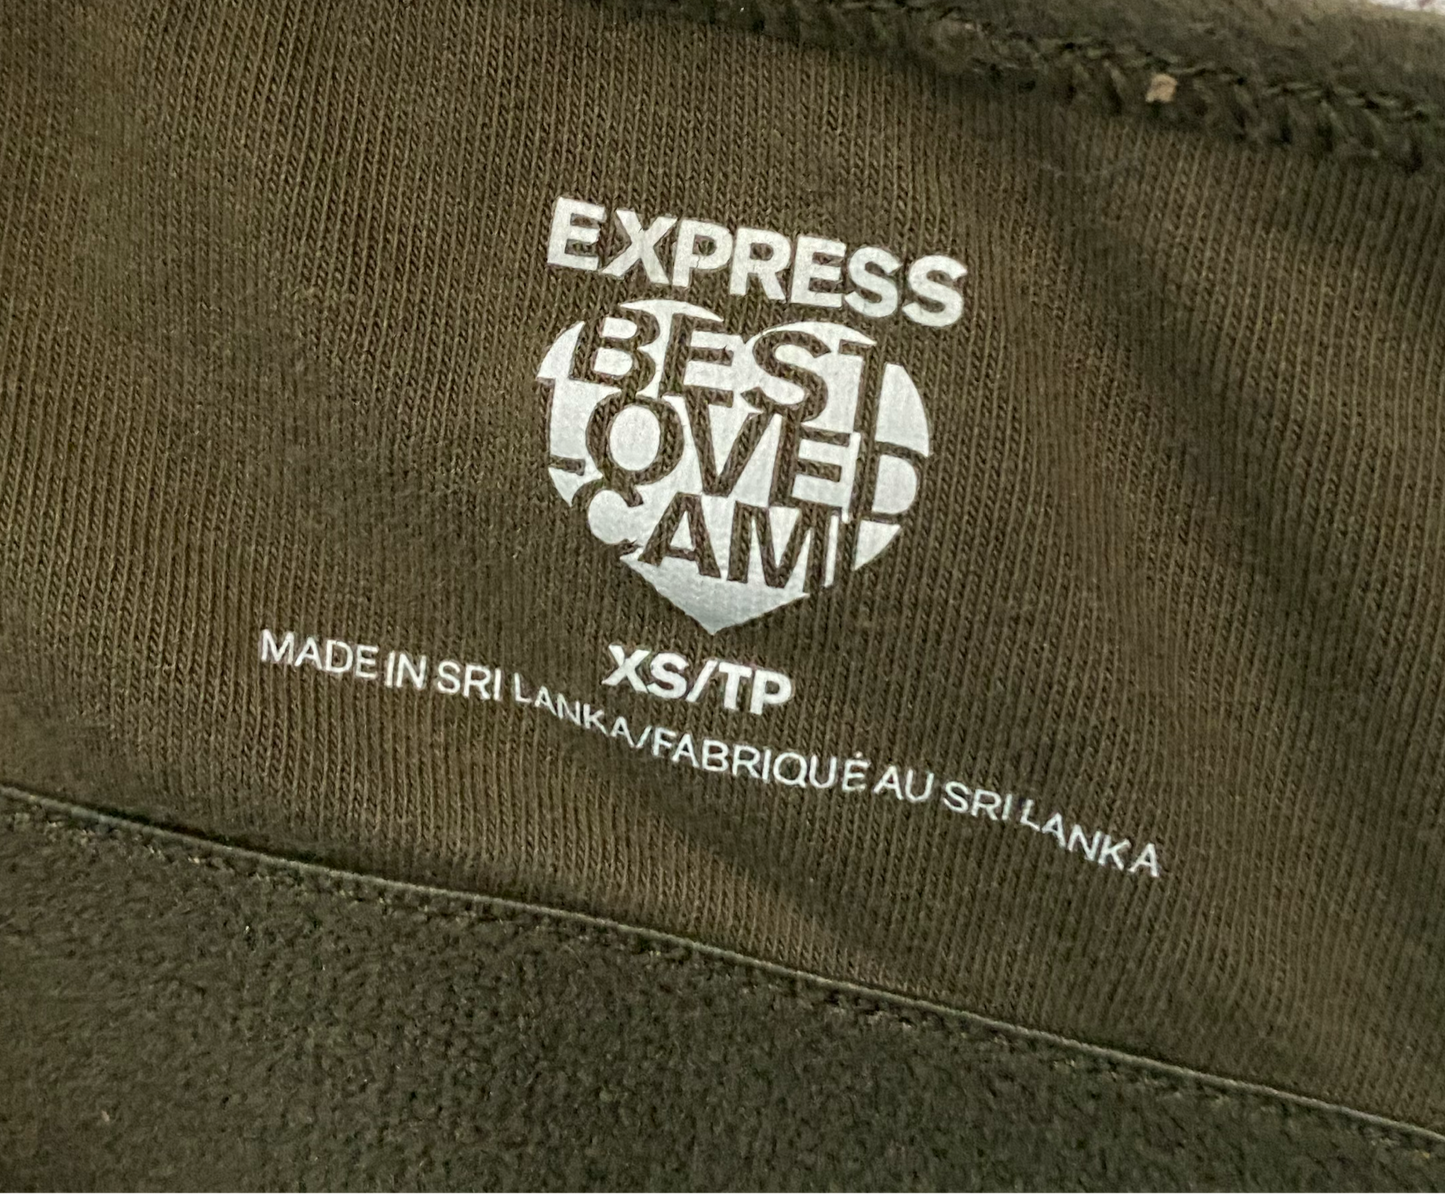 EXPRESS
BEST
LOVED
CAMI
XS/TP
MADE IN SRI LANKA/FABRIQUÉ AU SRI LANKA